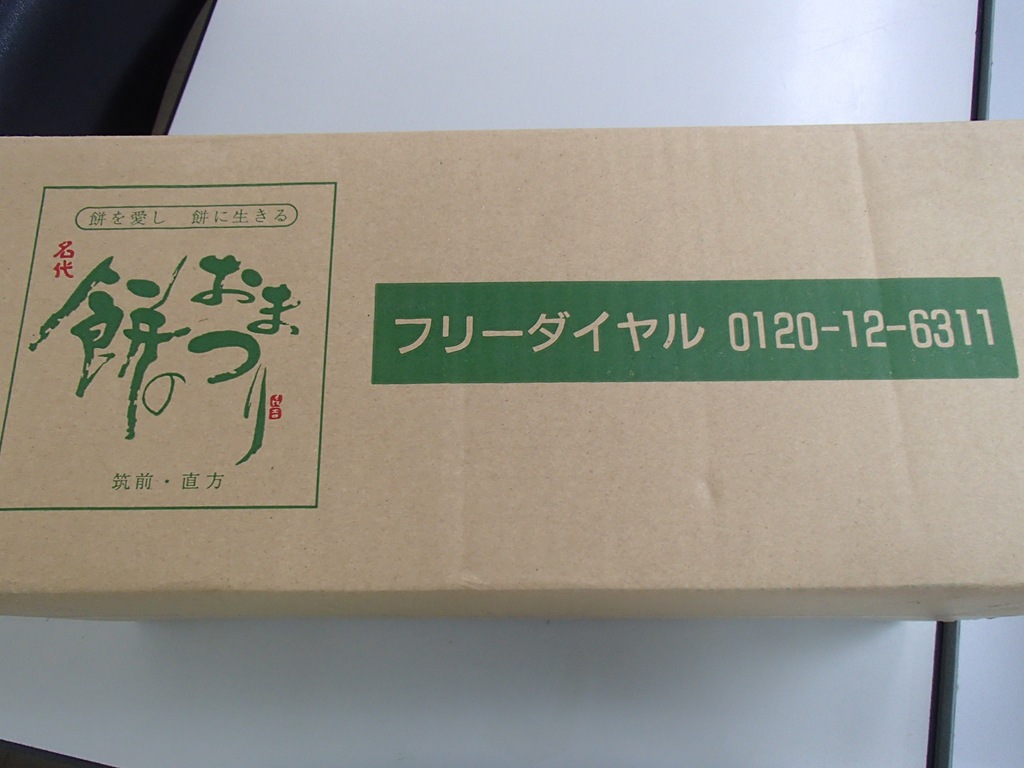 餅を愛し 餅に生きる
名代
おまつり
餅の
筑前・直方
フリーダイヤル 0120-12-6311